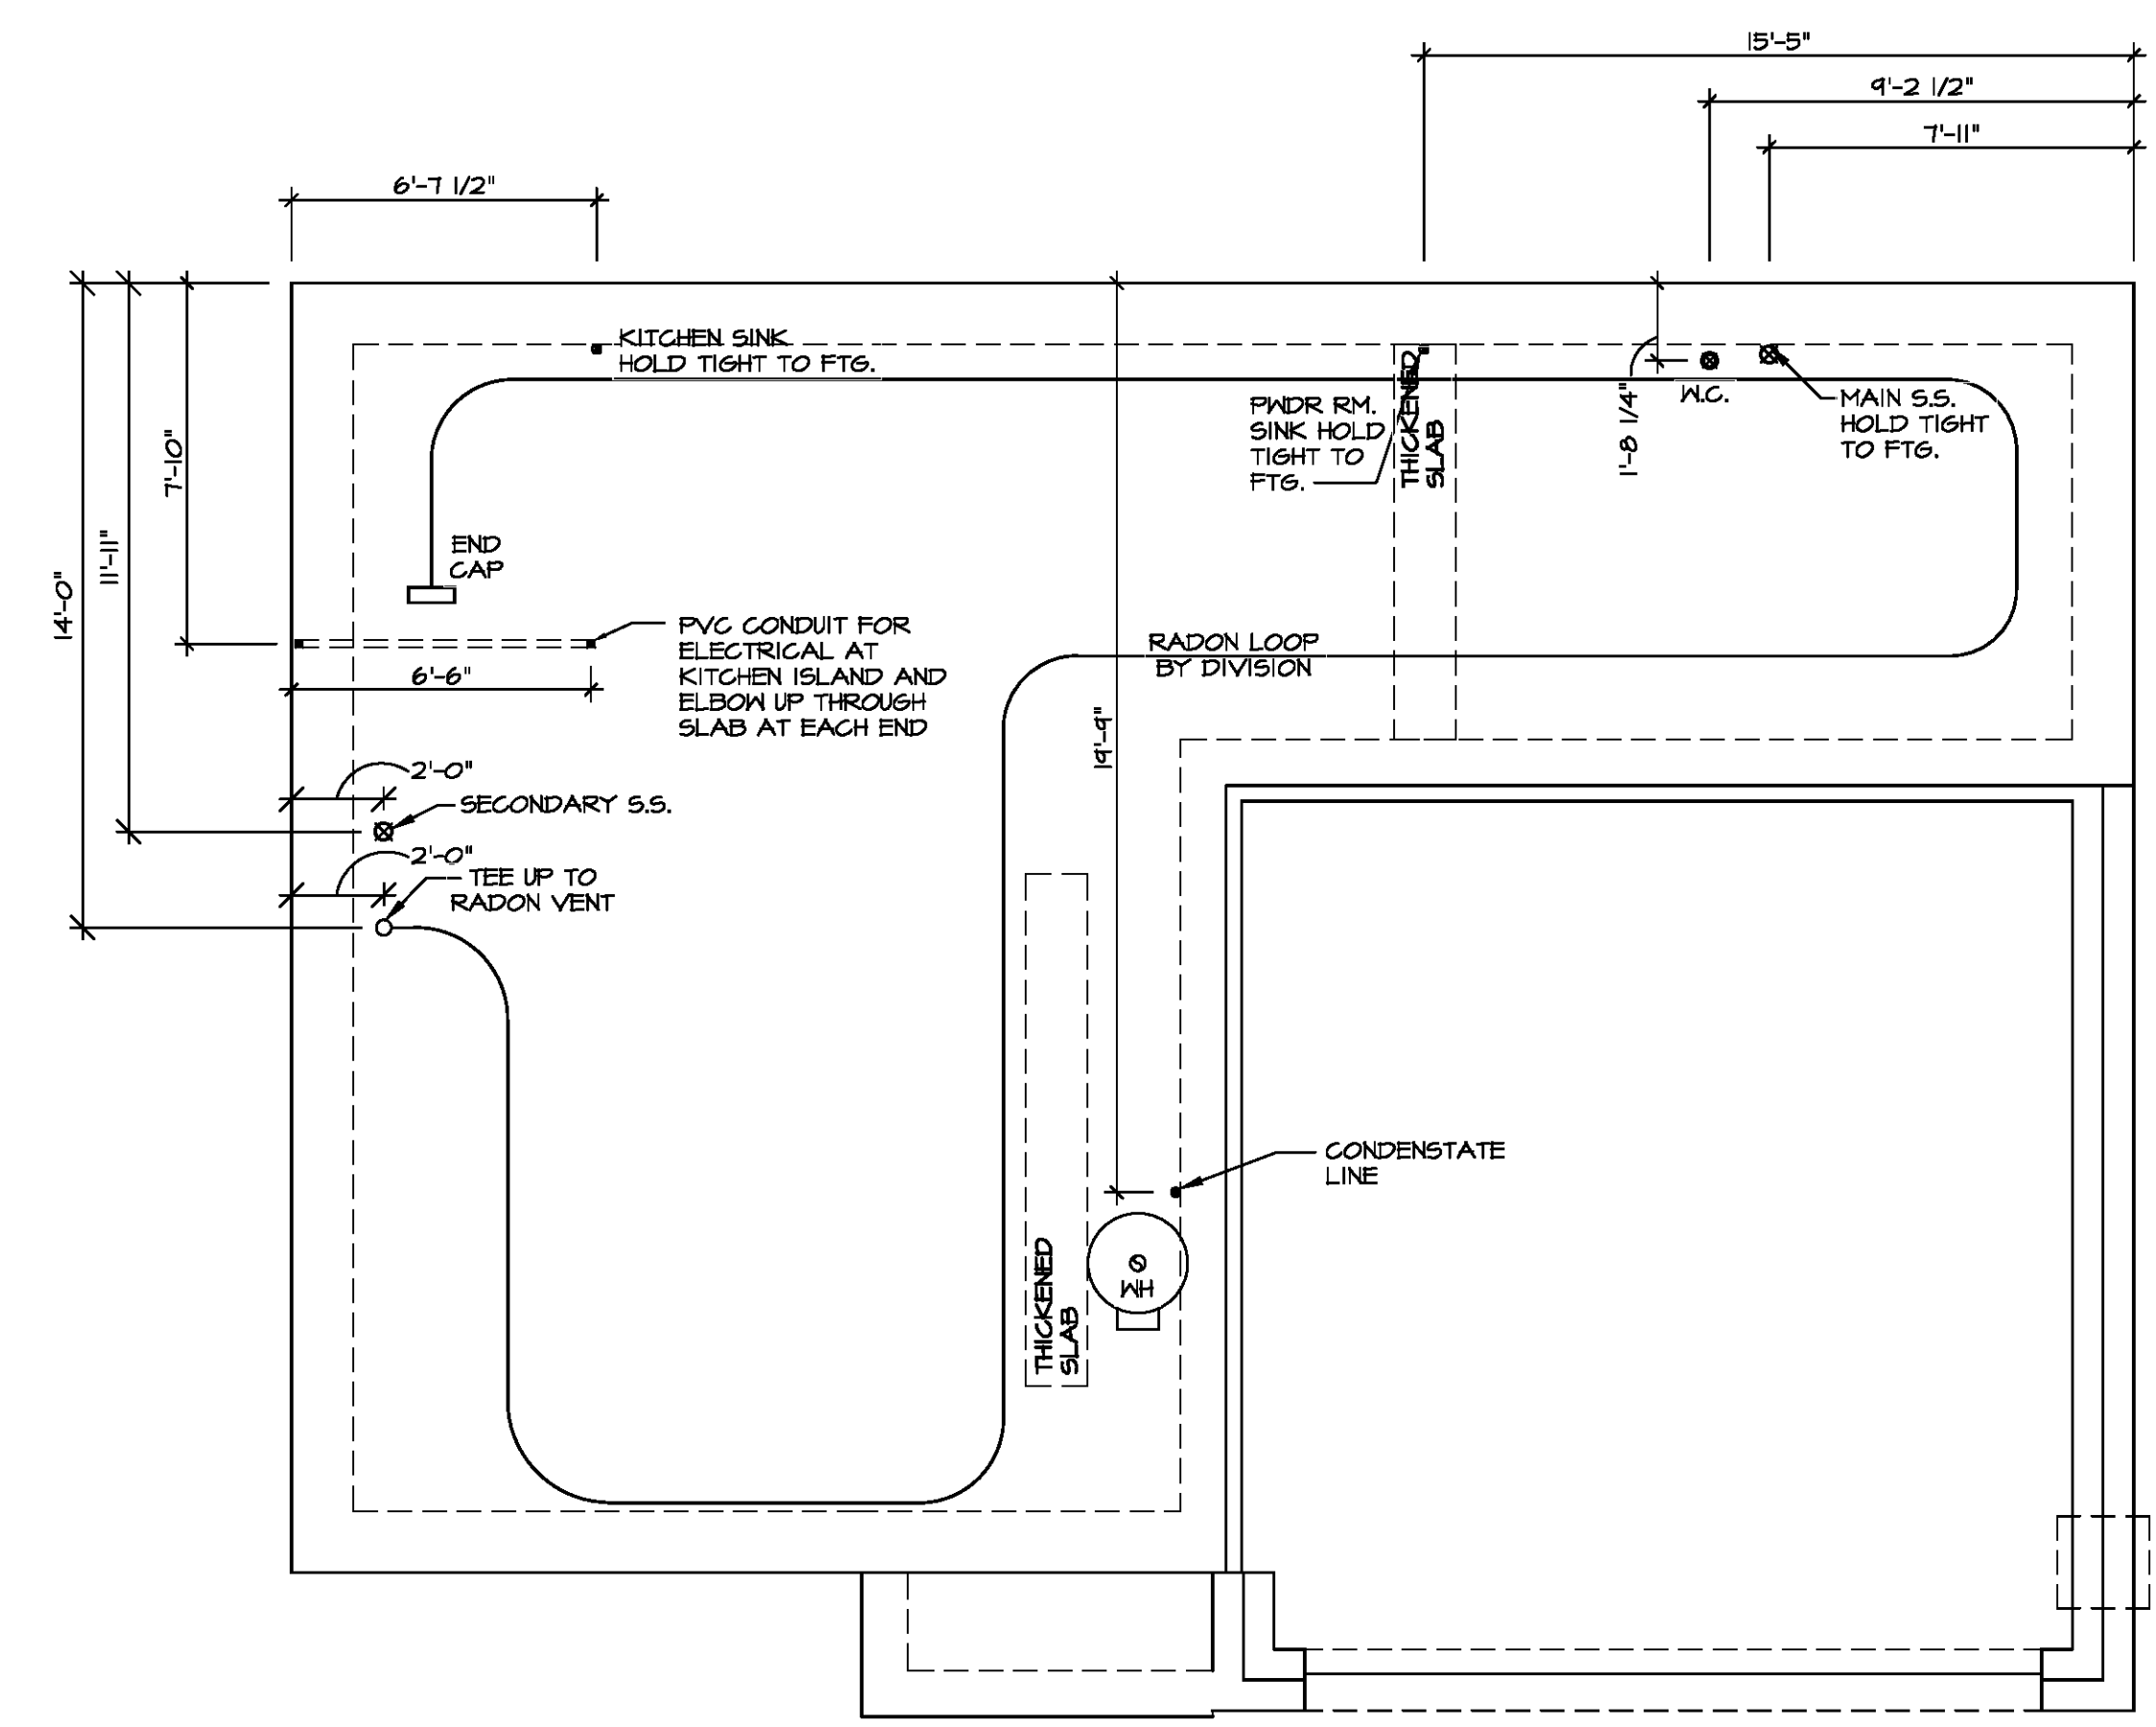 15'-5"
9'-2 1/2"
7'-11"
6'-7 1/2"
KITCHEN SINK
HOLD TIGHT TO FTG.
PWDR RM.
SINK HOLD
TIGHT TO
FTG.
THICKENED
SLAB
1'-8 1/4"
W.C.
MAIN S.S.
HOLD TIGHT
TO FTG.
7'-10"
11'-11"
14'-0"
END
CAP
PVC CONDUIT FOR
ELECTRICAL AT
KITCHEN ISLAND AND
ELBOW UP THROUGH
SLAB AT EACH END
6'-6"
RADON LOOP
BY DIVISION
19'-9"
2'-0"
SECONDARY S.S.
2'-0"
TEE UP TO
RADON VENT
CONDENSTATE
LINE
THICKENED
SLAB
WH